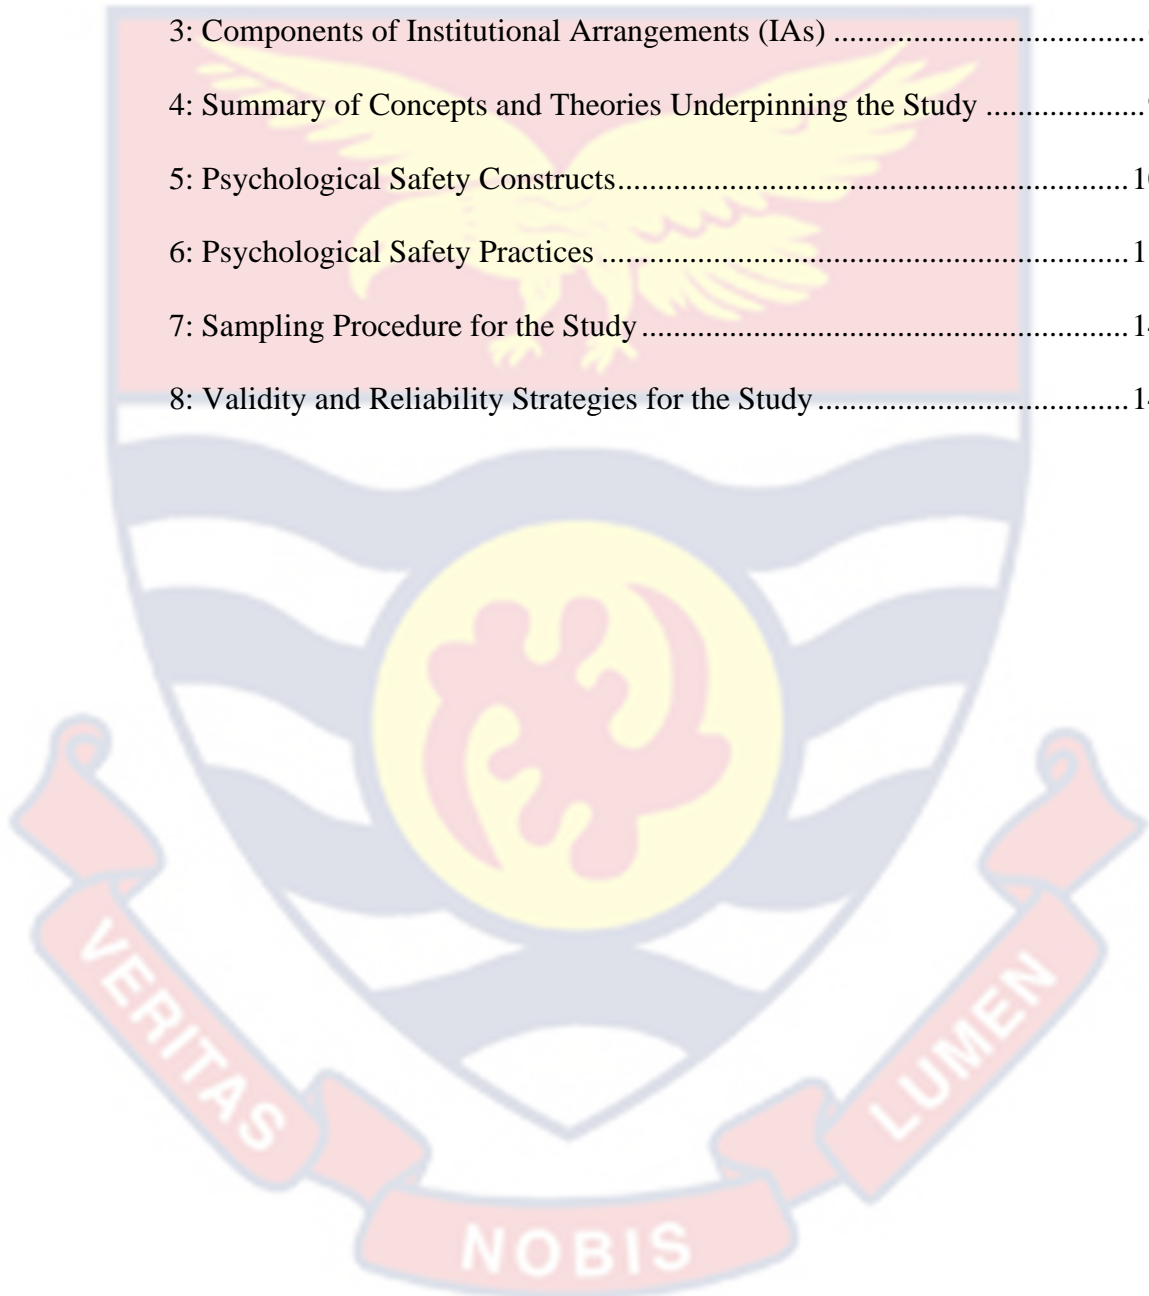 3: Components of Institutional Arrangements (IAs) ......................................
4: Summary of Concepts and Theories Underpinning the Study ..................
5: Psychological Safety Constructs...............................................................
6: Psychological Safety Practices .................................................................
7: Sampling Procedure for the Study ............................................................
8: Validity and Reliability Strategies for the Study ......................................
VERITAS
NOBIS
LUMEN